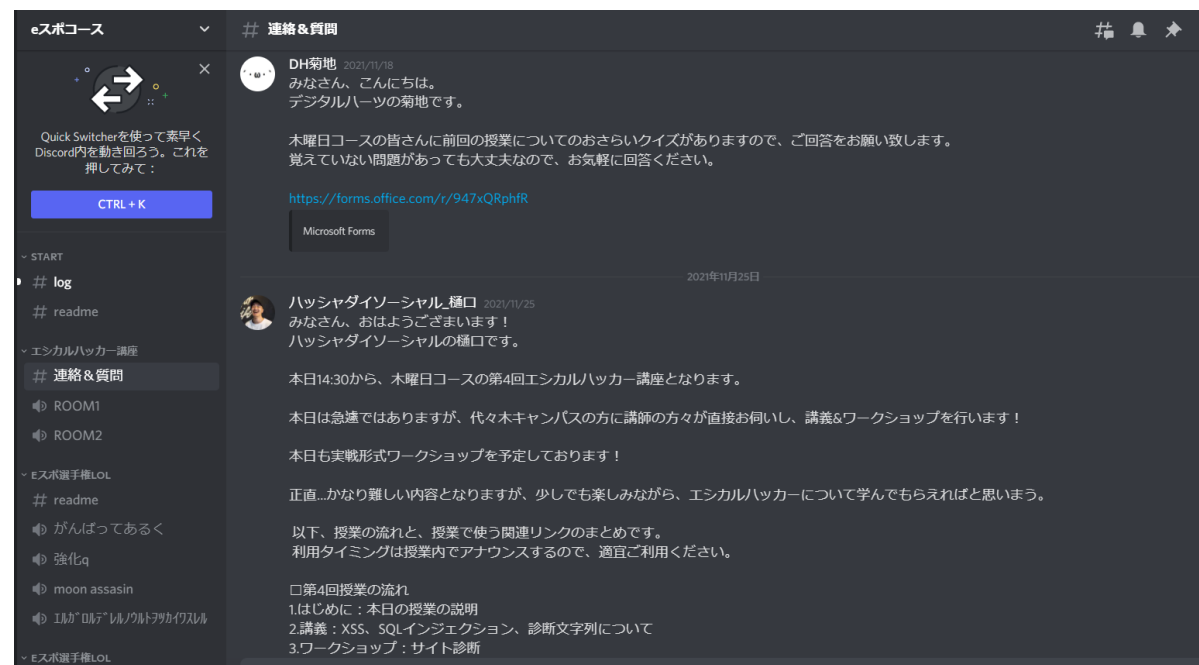 eスポコース
Quick Switcherを使って素早く
Discord内を動き回ろう。これを
押してみて：
CTRL + K
START
# log
# readme
エシカルハッカー講座
# 連絡＆質問
ROOM1
ROOM2
Eスポ選手権LOL
# readme
がんばってあるく
強化q
moon assasin
ｴﾙｶﾞﾛﾙﾃﾞﾚﾙﾉｳﾙﾄｦﾂｶｲﾜｽﾚﾙ
Eスポ選手権LOL
# 連絡＆質問
DH菊地 2021/11/18
みなさん、こんにちは。
デジタルハーツの菊地です。
木曜日コースの皆さんに前回の授業についてのおさらいクイズがありますので、ご回答をお願い致します。
覚えていない問題があっても大丈夫なので、お気軽に回答ください。
https://forms.office.com/r/947xQRphfR
Microsoft Forms
2021年11月25日
ハッシャダイソーシャル_樋口 2021/11/25
みなさん、おはようござまいます！
ハッシャダイソーシャルの樋口です。
本日14:30から、木曜日コースの第4回エシカルハッカー講座となります。
本日は急遽ではありますが、代々木キャンパスの方に講師の方々が直接お伺いし、講義&ワークショップを行います！
本日も実戦形式ワークショップを予定しております！
正直...かなり難しい内容となりますが、少しでも楽しみながら、エシカルハッカーについて学んでもらえればと思いまう。
以下、授業の流れと、授業で使う関連リンクのまとめです。
利用タイミングは授業内でアナウンスするので、適宜ご利用ください。
□第4回授業の流れ
1.はじめに：本日の授業の説明
2.講義：XSS、SQLインジェクション、診断文字列について
3.ワークショップ：サイト診断